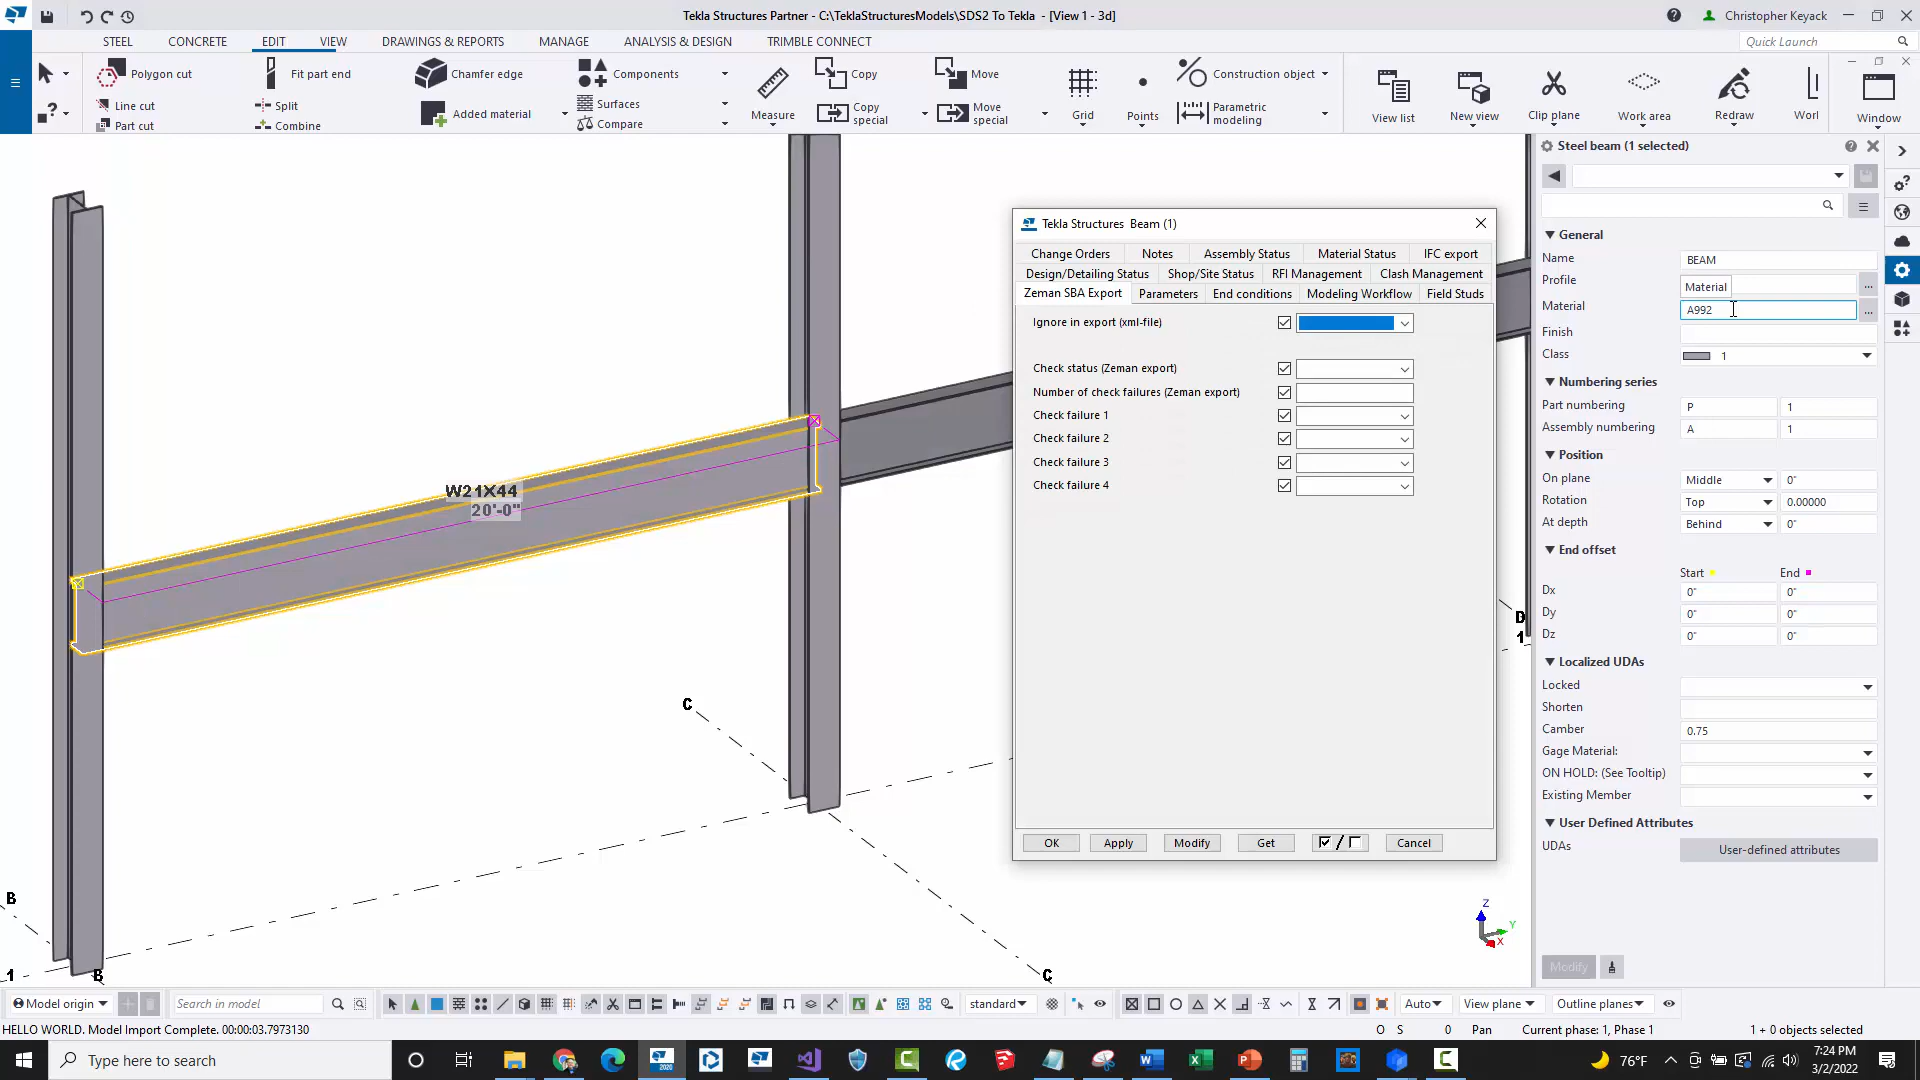 Tekla Structures Partner - C:\TeklaStructuresModels\SDS2 To Tekla - [View 1 - 3d]
Christopher Keyack
STEEL CONCRETE EDIT VIEW DRAWINGS & REPORTS MANAGE ANALYSIS & DESIGN TRIMBLE CONNECT
Quick Launch
Polygon cut
Line cut
Part cut
Fit part end
Split
Combine
Chamfer edge
Added material
Components
Surfaces
Compare
Measure
Copy
Copy special
Move
Move special
Grid
Points
Construction object
Parametric modeling
View list
New view
Clip plane
Work area
Redraw
Worl
Window
W21X44
20'-0"
C
C
B
1
B
D
1
Z
Y
X
Tekla Structures Beam (1)
Change Orders Notes Assembly Status Material Status IFC export
Design/Detailing Status Shop/Site Status RFI Management Clash Management
Zeman SBA Export Parameters End conditions Modeling Workflow Field Studs
Ignore in export (xml-file)
Check status (Zeman export)
Number of check failures (Zeman export)
Check failure 1
Check failure 2
Check failure 3
Check failure 4
OK Apply Modify Get / Cancel
Steel beam (1 selected)
General
Name BEAM
Profile Material ...
Material A992 ...
Finish
Class 1
Numbering series
Part numbering P 1
Assembly numbering A 1
Position
On plane Middle 0"
Rotation Top 0.00000
At depth Behind 0"
End offset
Start End
Dx 0" 0"
Dy 0" 0"
Dz 0" 0"
Localized UDAs
Locked
Shorten
Camber 0.75
Gage Material:
ON HOLD: (See Tooltip)
Existing Member
User Defined Attributes
UDAs User-defined attributes
Modify
Model origin Search in model standard Auto View plane Outline planes
HELLO WORLD. Model Import Complete. 00:00:03.7973130
O S 0 Pan Current phase: 1, Phase 1 1 + 0 objects selected
Type here to search
2020
76°F
7:24 PM
3/2/2022